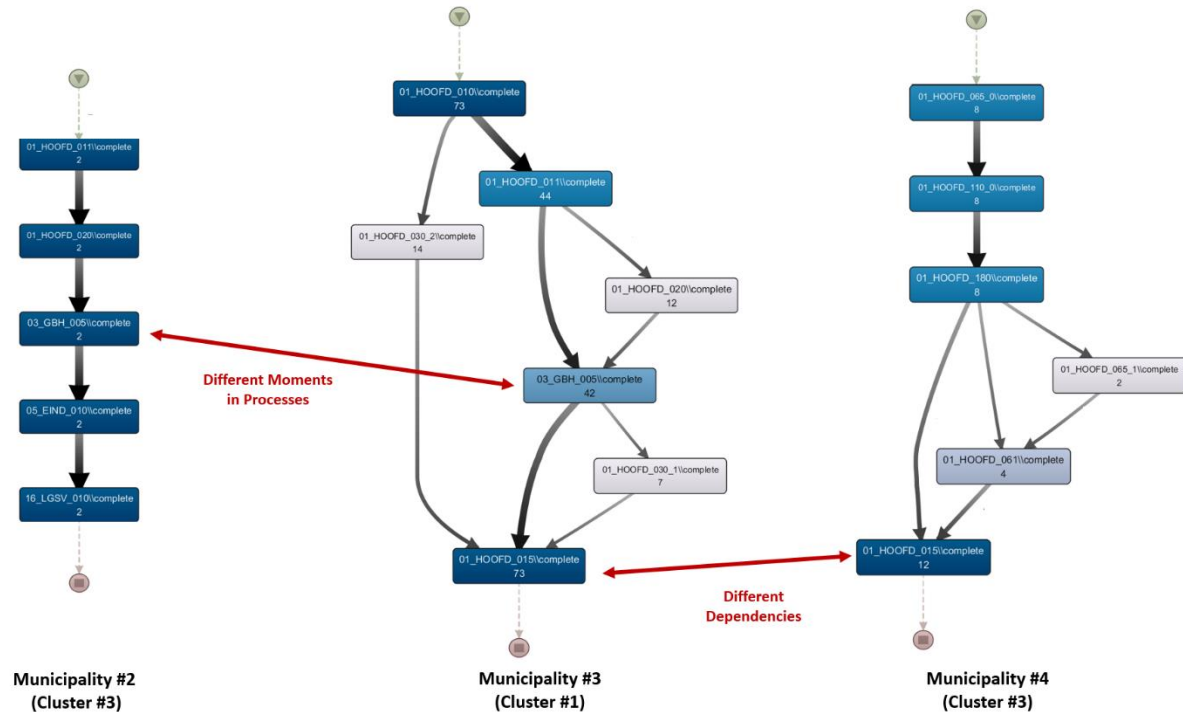 01_HOOFD_011\\complete
2
01_HOOFD_020\\complete
2
03_GBH_005\\complete
2
05_EIND_010\\complete
2
16_LGSV_010\\complete
2
Municipality #2
(Cluster #3)
Different Moments
in Processes
01_HOOFD_010\\complete
73
01_HOOFD_011\\complete
44
01_HOOFD_030_2\\complete
14
01_HOOFD_020\\complete
12
03_GBH_005\\complete
42
01_HOOFD_030_1\\complete
7
01_HOOFD_015\\complete
73
Municipality #3
(Cluster #1)
Different
Dependencies
01_HOOFD_065_0\\complete
8
01_HOOFD_110_0\\complete
8
01_HOOFD_180\\complete
8
01_HOOFD_065_1\\complete
2
01_HOOFD_061\\complete
4
01_HOOFD_015\\complete
12
Municipality #4
(Cluster #3)